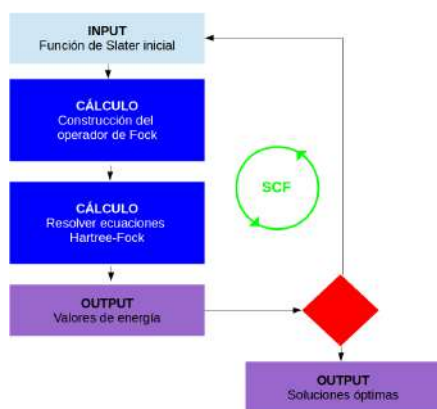 INPUT
Función de Slater inicial
CÁLCULO
Construcción del
operador de Fock
CÁLCULO
Resolver ecuaciones
Hartree-Fock
SCF
OUTPUT
Valores de energía
OUTPUT
Soluciones óptimas